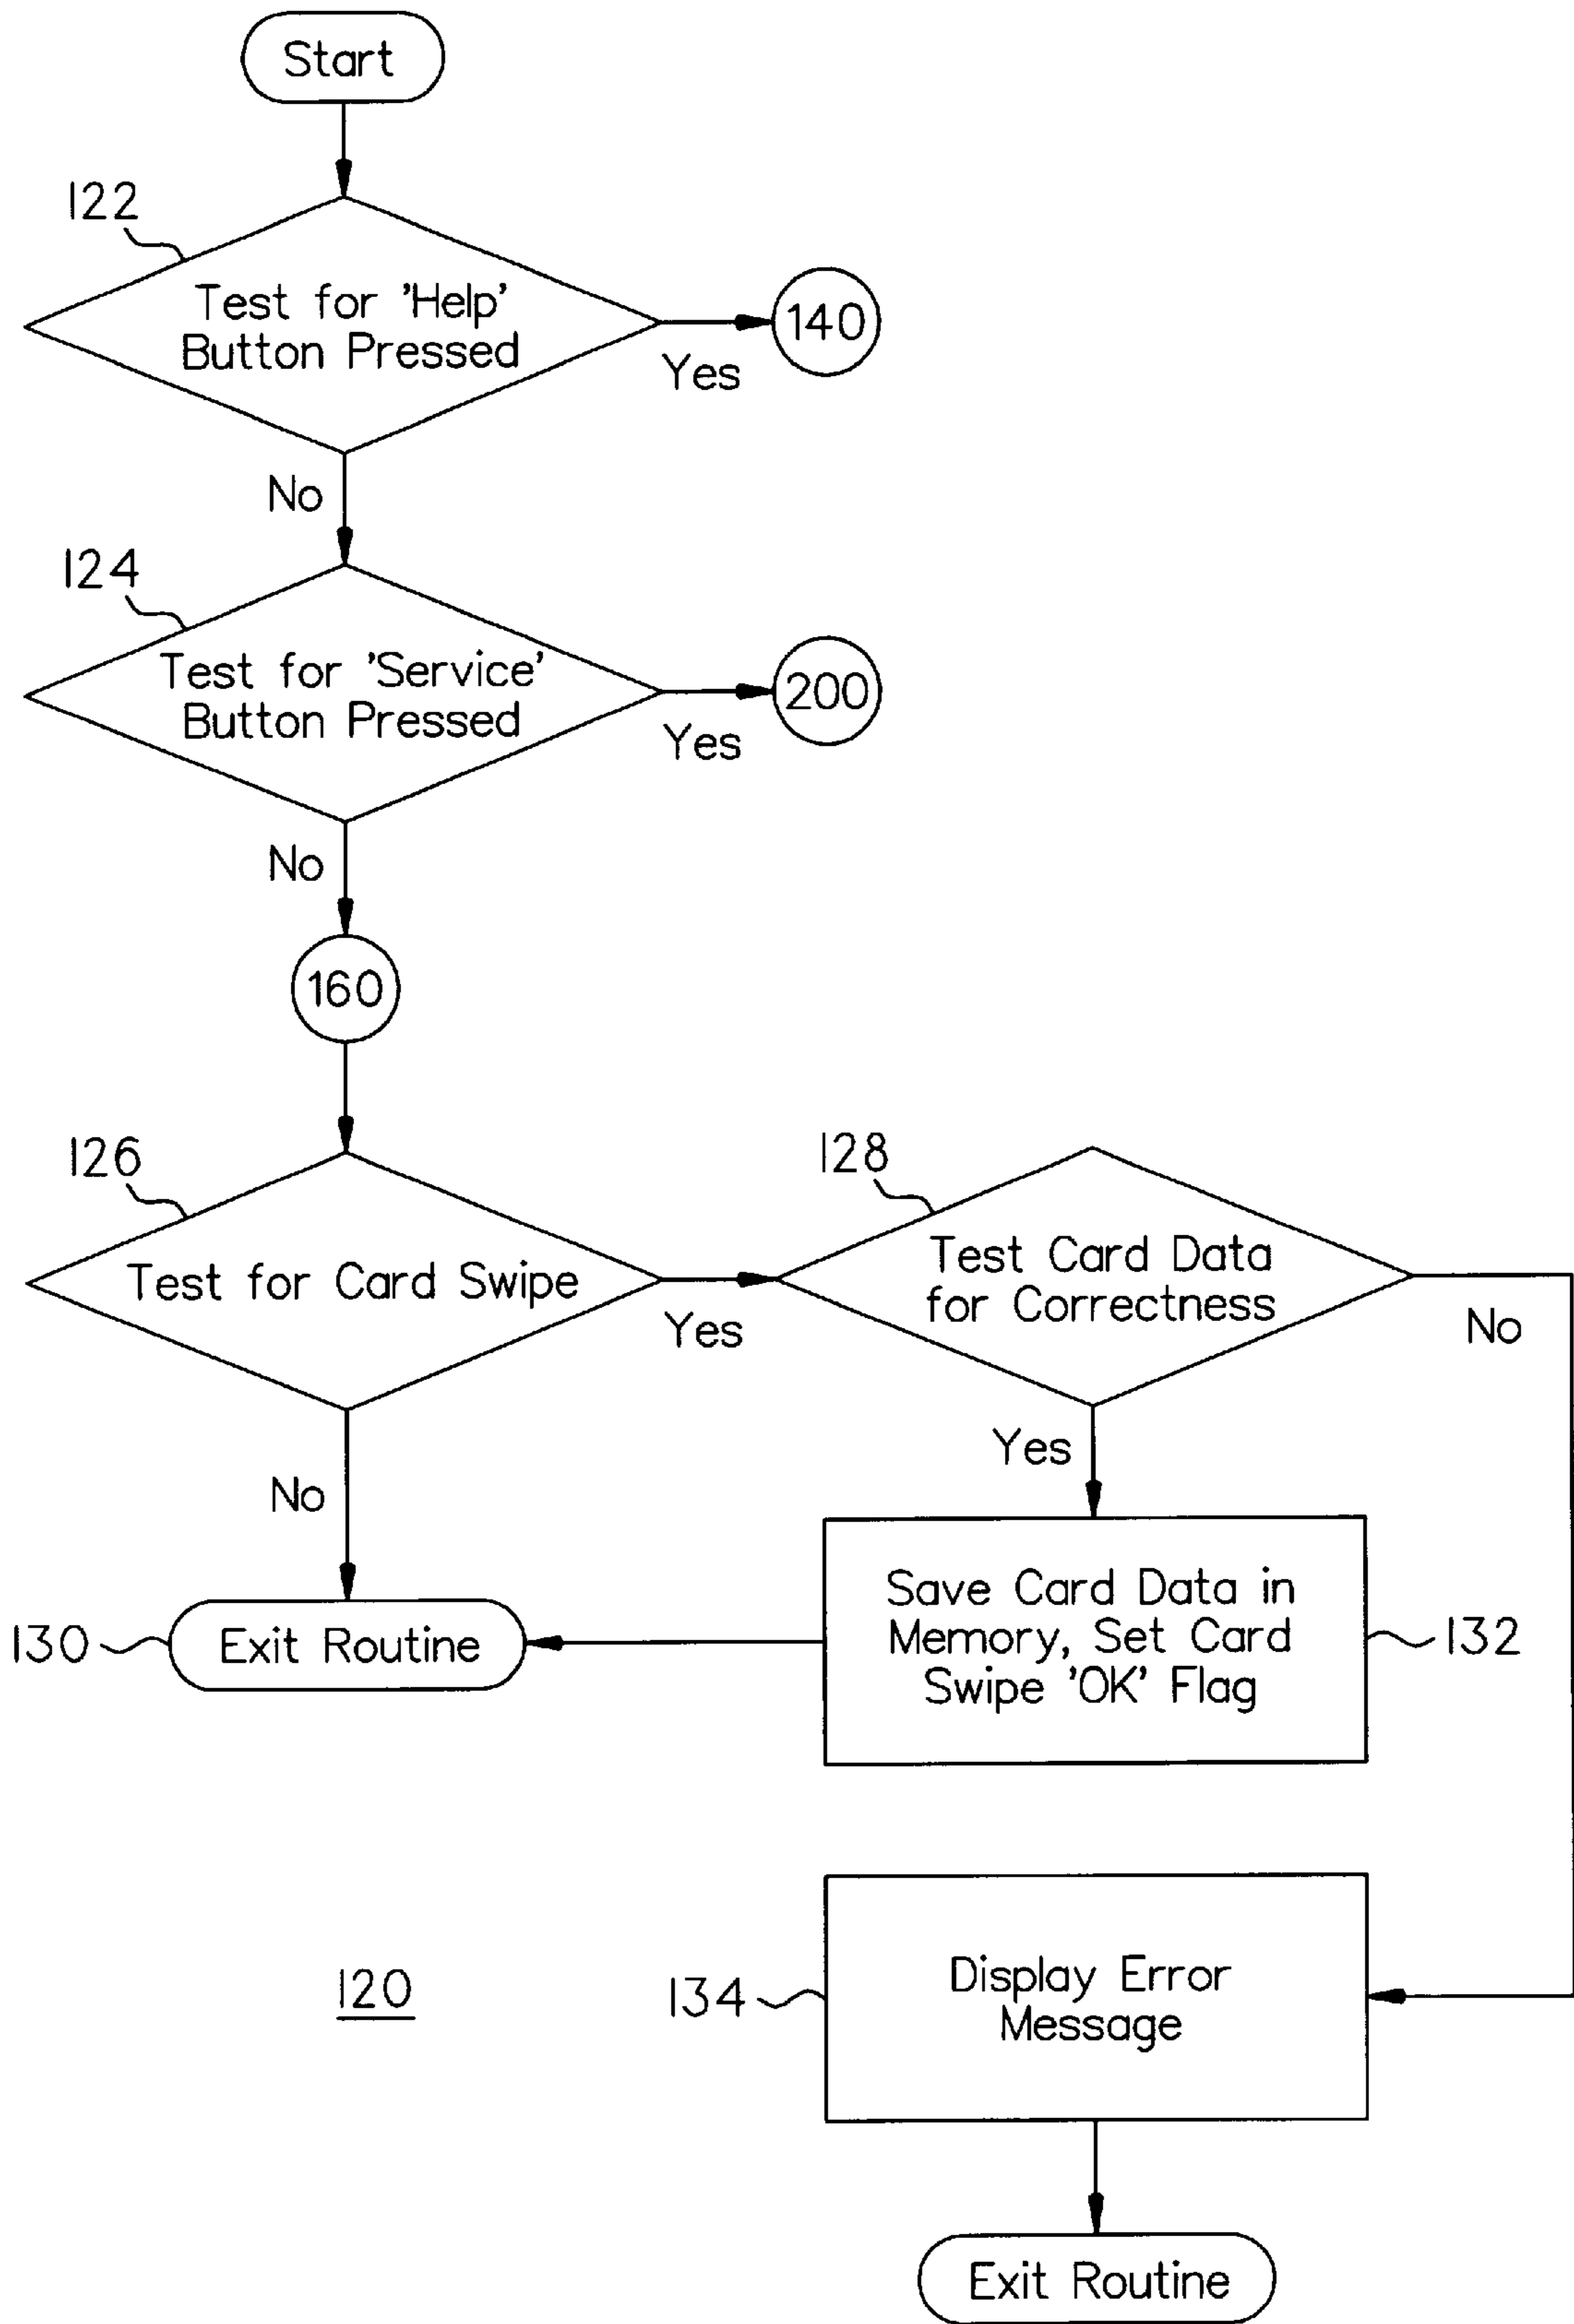 Start
122
Test for 'Help'
Button Pressed
Yes
140
No
124
Test for 'Service'
Button Pressed
Yes
200
No
160
126
Test for Card Swipe
Yes
128
Test Card Data
for Correctness
No
Yes
No
130
Exit Routine
Save Card Data in
Memory, Set Card
Swipe 'OK' Flag
132
120
134
Display Error
Message
Exit Routine